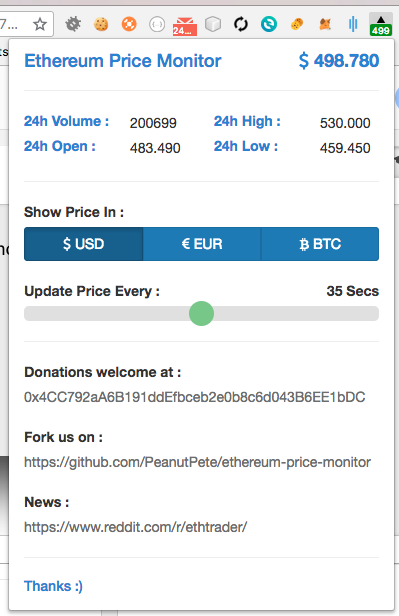 7...
24...
499
Ethereum Price Monitor $ 498.780
24h Volume : 200699 24h High : 530.000
24h Open : 483.490 24h Low : 459.450
Show Price In :
$ USD € EUR ₿ BTC
Update Price Every : 35 Secs
Donations welcome at :
0x4CC792aA6B191ddEfbceb2e0b8c6d043B6EE1bDC
Fork us on :
https://github.com/PeanutPete/ethereum-price-monitor
News :
https://www.reddit.com/r/ethtrader/
Thanks :)